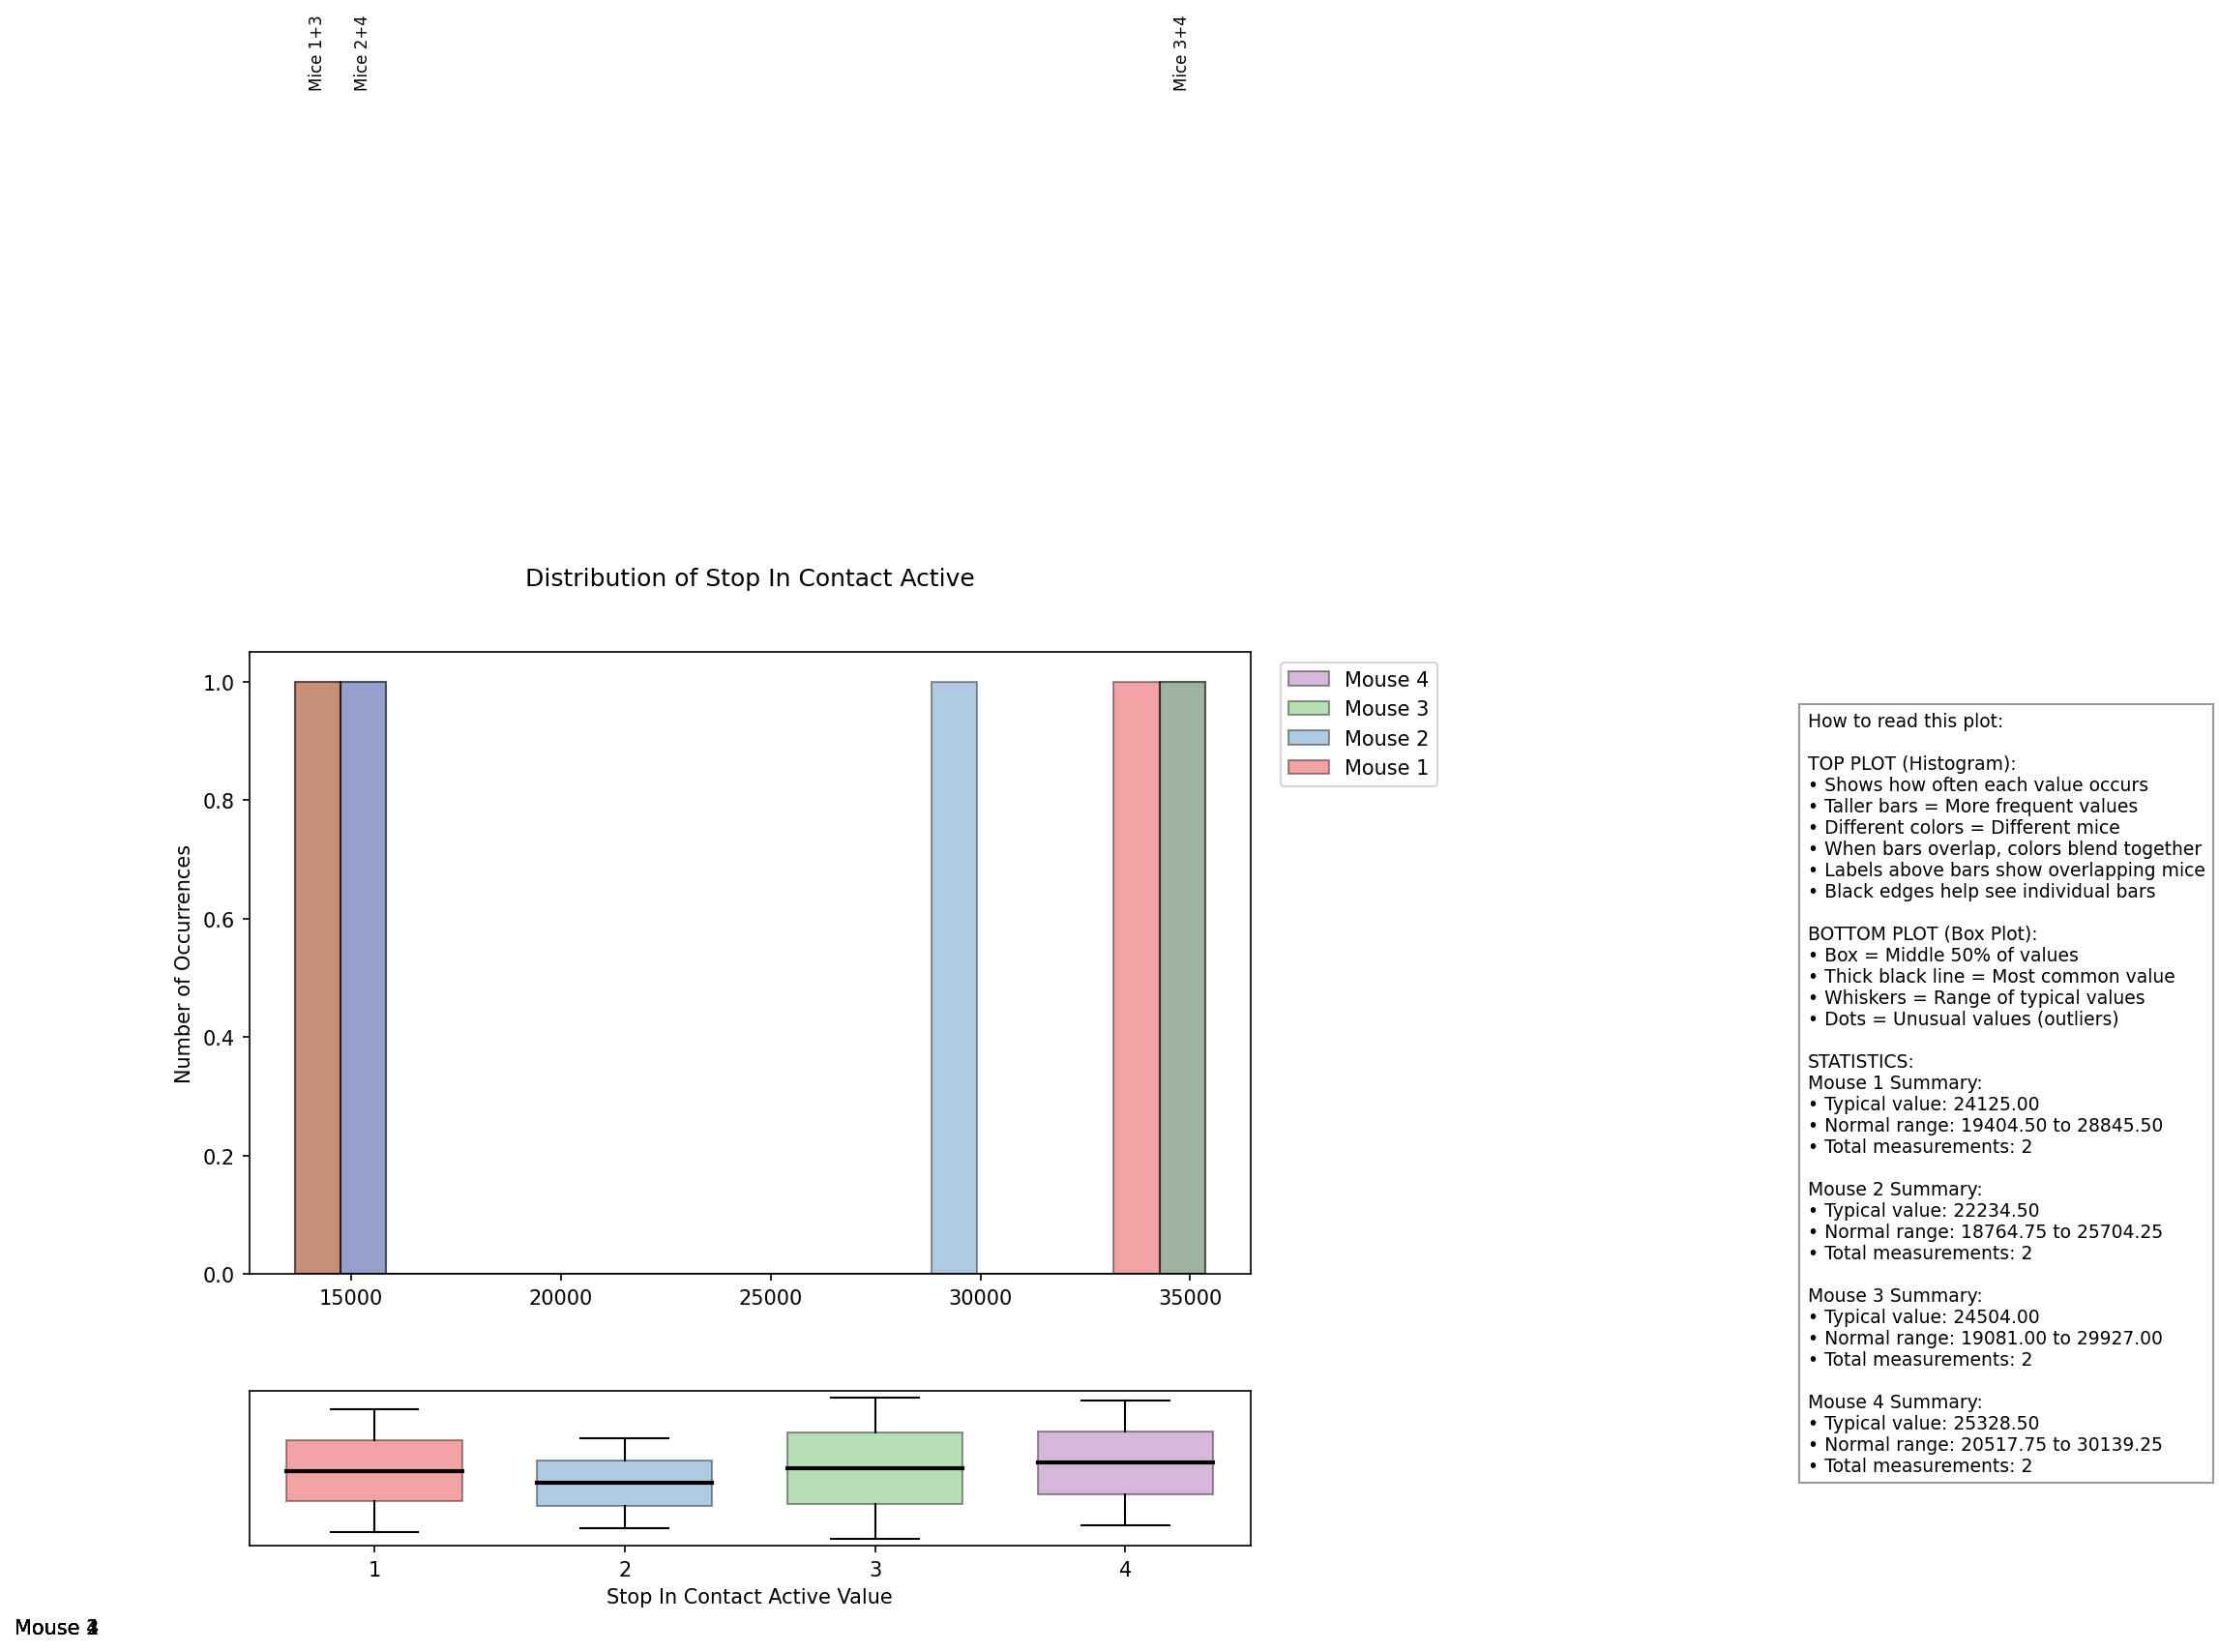 Mice 1+3
Mice 2+4
Mice 3+4
Distribution of Stop In Contact Active
Number of Occurrences
1.0
0.8
0.6
0.4
0.2
0.0
15000 20000 25000 30000 35000
Mouse 4
Mouse 3
Mouse 2
Mouse 1
1 2 3 4
Stop In Contact Active Value
Mouse
How to read this plot:
TOP PLOT (Histogram):
• Shows how often each value occurs
• Taller bars = More frequent values
• Different colors = Different mice
• When bars overlap, colors blend together
• Labels above bars show overlapping mice
• Black edges help see individual bars
BOTTOM PLOT (Box Plot):
• Box = Middle 50% of values
• Thick black line = Most common value
• Whiskers = Range of typical values
• Dots = Unusual values (outliers)
STATISTICS:
Mouse 1 Summary:
• Typical value: 24125.00
• Normal range: 19404.50 to 28845.50
• Total measurements: 2
Mouse 2 Summary:
• Typical value: 22234.50
• Normal range: 18764.75 to 25704.25
• Total measurements: 2
Mouse 3 Summary:
• Typical value: 24504.00
• Normal range: 19081.00 to 29927.00
• Total measurements: 2
Mouse 4 Summary:
• Typical value: 25328.50
• Normal range: 20517.75 to 30139.25
• Total measurements: 2